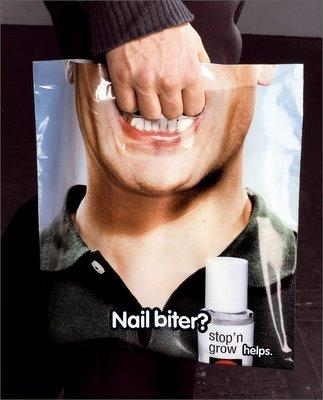 Nail biter?
stop'n
grow helps.